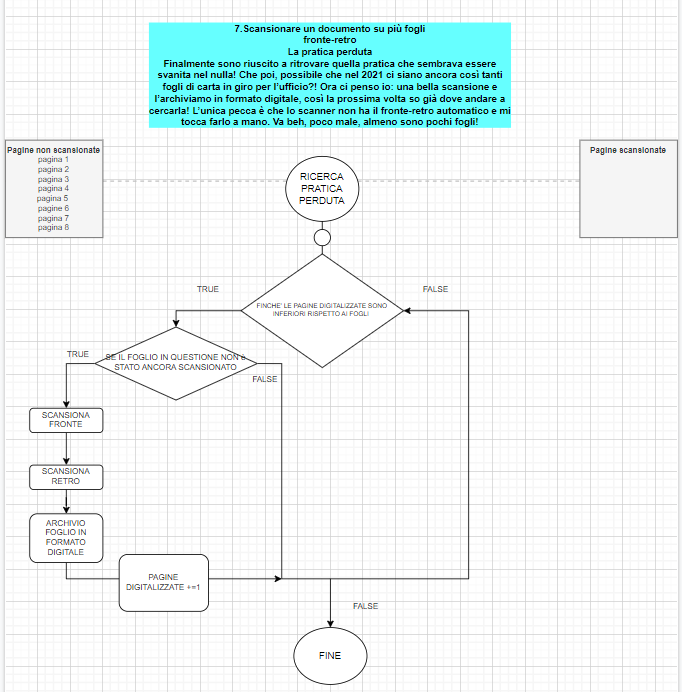 7.Scansionare un documento su più fogli
fronte-retro
La pratica perduta
Finalmente sono riuscito a ritrovare quella pratica che sembrava essere
svanita nel nulla! Che poi, possibile che nel 2021 ci siano ancora così tanti
fogli di carta in giro per l'ufficio?! Ora ci penso io: una bella scansione e
l'archiviamo in formato digitale, così la prossima volta so già dove andare a
cercarla! L'unica pecca è che lo scanner non ha il fronte-retro automatico e mi
tocca farlo a mano. Va beh, poco male, almeno sono pochi fogli!
Pagine non scansionate
pagina 1
pagina 2
pagina 3
pagina 4
pagina 5
pagine 6
pagina 7
pagina 8
Pagine scansionate
RICERCA
PRATICA
PERDUTA
TRUE
FALSE
FINCHE' LE PAGINE DIGITALIZZATE SONO
INFERIORI RISPETTO AI FOGLI
TRUE
SE IL FOGLIO IN QUESTIONE NON è
STATO ANCORA SCANSIONATO
FALSE
SCANSIONA
FRONTE
SCANSIONA
RETRO
ARCHIVIO
FOGLIO IN
FORMATO
DIGITALE
PAGINE
DIGITALIZZATE +=1
FALSE
FINE